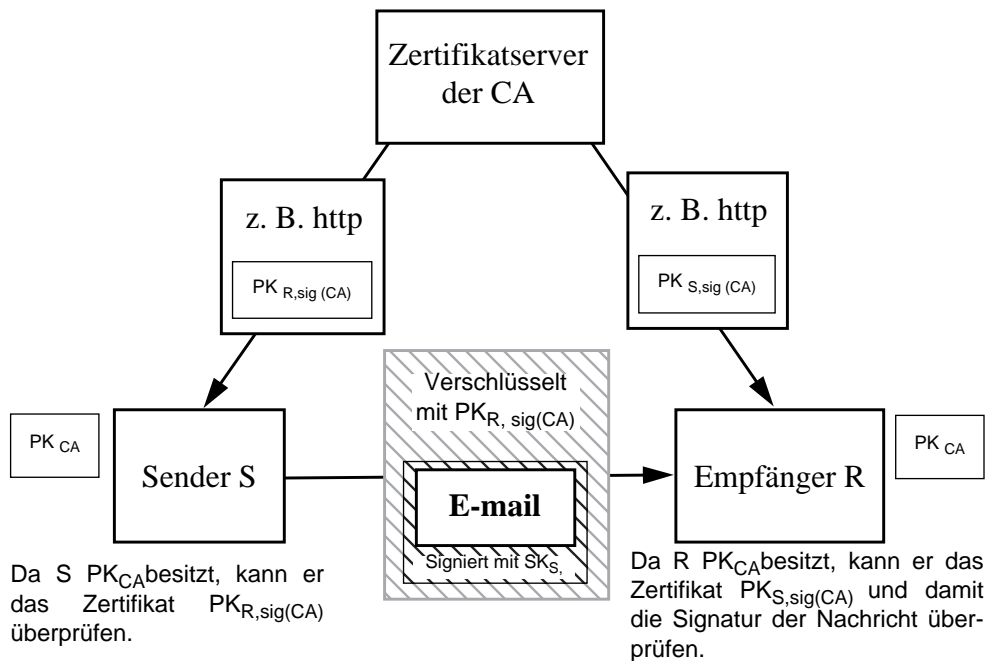 Zertifikatserver
der CA
z. B. http
PK R,sig (CA)
z. B. http
PK S,sig (CA)
Verschlüsselt
mit PKR, sig(CA)
PK CA
Sender S
E-mail
Signiert mit SKS,
Empfänger R
PK CA
Da S PKCAbesitzt, kann er
das Zertifikat PKR,sig(CA)
überprüfen.
Da R PKCAbesitzt, kann er das
Zertifikat PKS,sig(CA) und damit
die Signatur der Nachricht über-
prüfen.